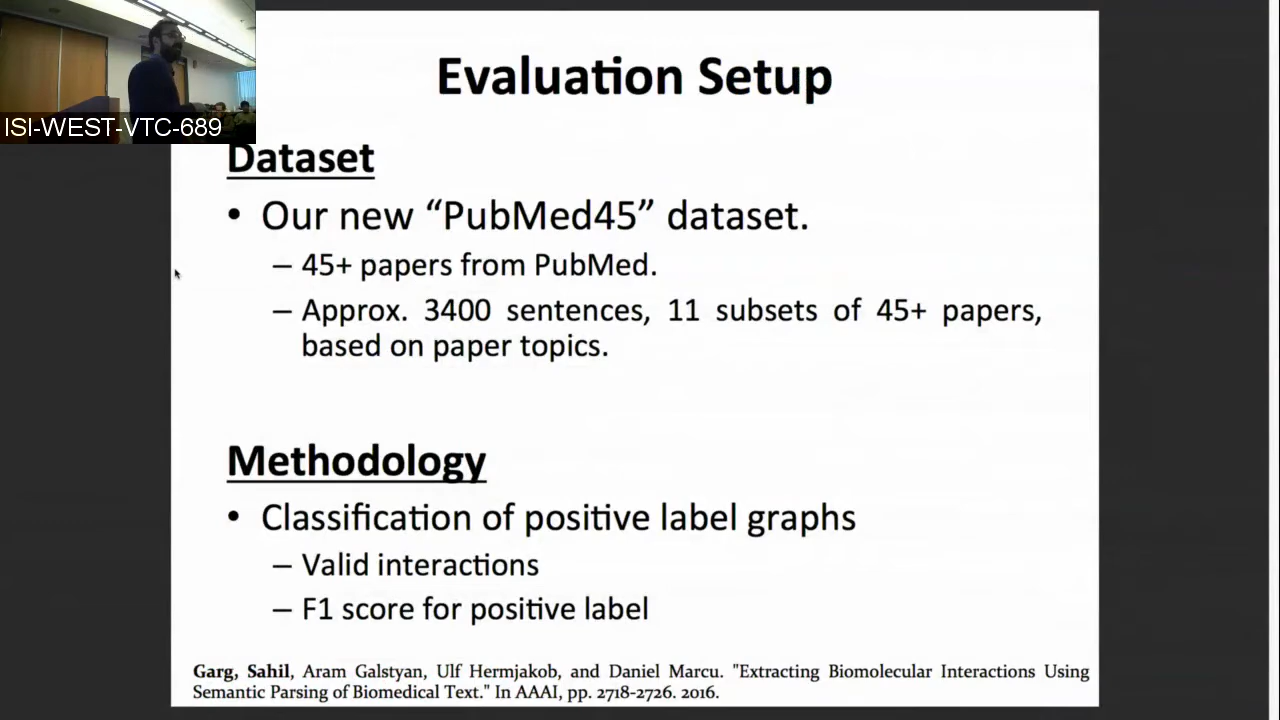 ISI-WEST-VTC-689
Evaluation Setup
Dataset
• Our new “PubMed45” dataset.
– 45+ papers from PubMed.
– Approx. 3400 sentences, 11 subsets of 45+ papers,
based on paper topics.
Methodology
• Classification of positive label graphs
– Valid interactions
– F1 score for positive label
Garg, Sahil, Aram Galstyan, Ulf Hermjakob, and Daniel Marcu. "Extracting Biomolecular Interactions Using
Semantic Parsing of Biomedical Text." In AAAI, pp. 2718-2726. 2016.